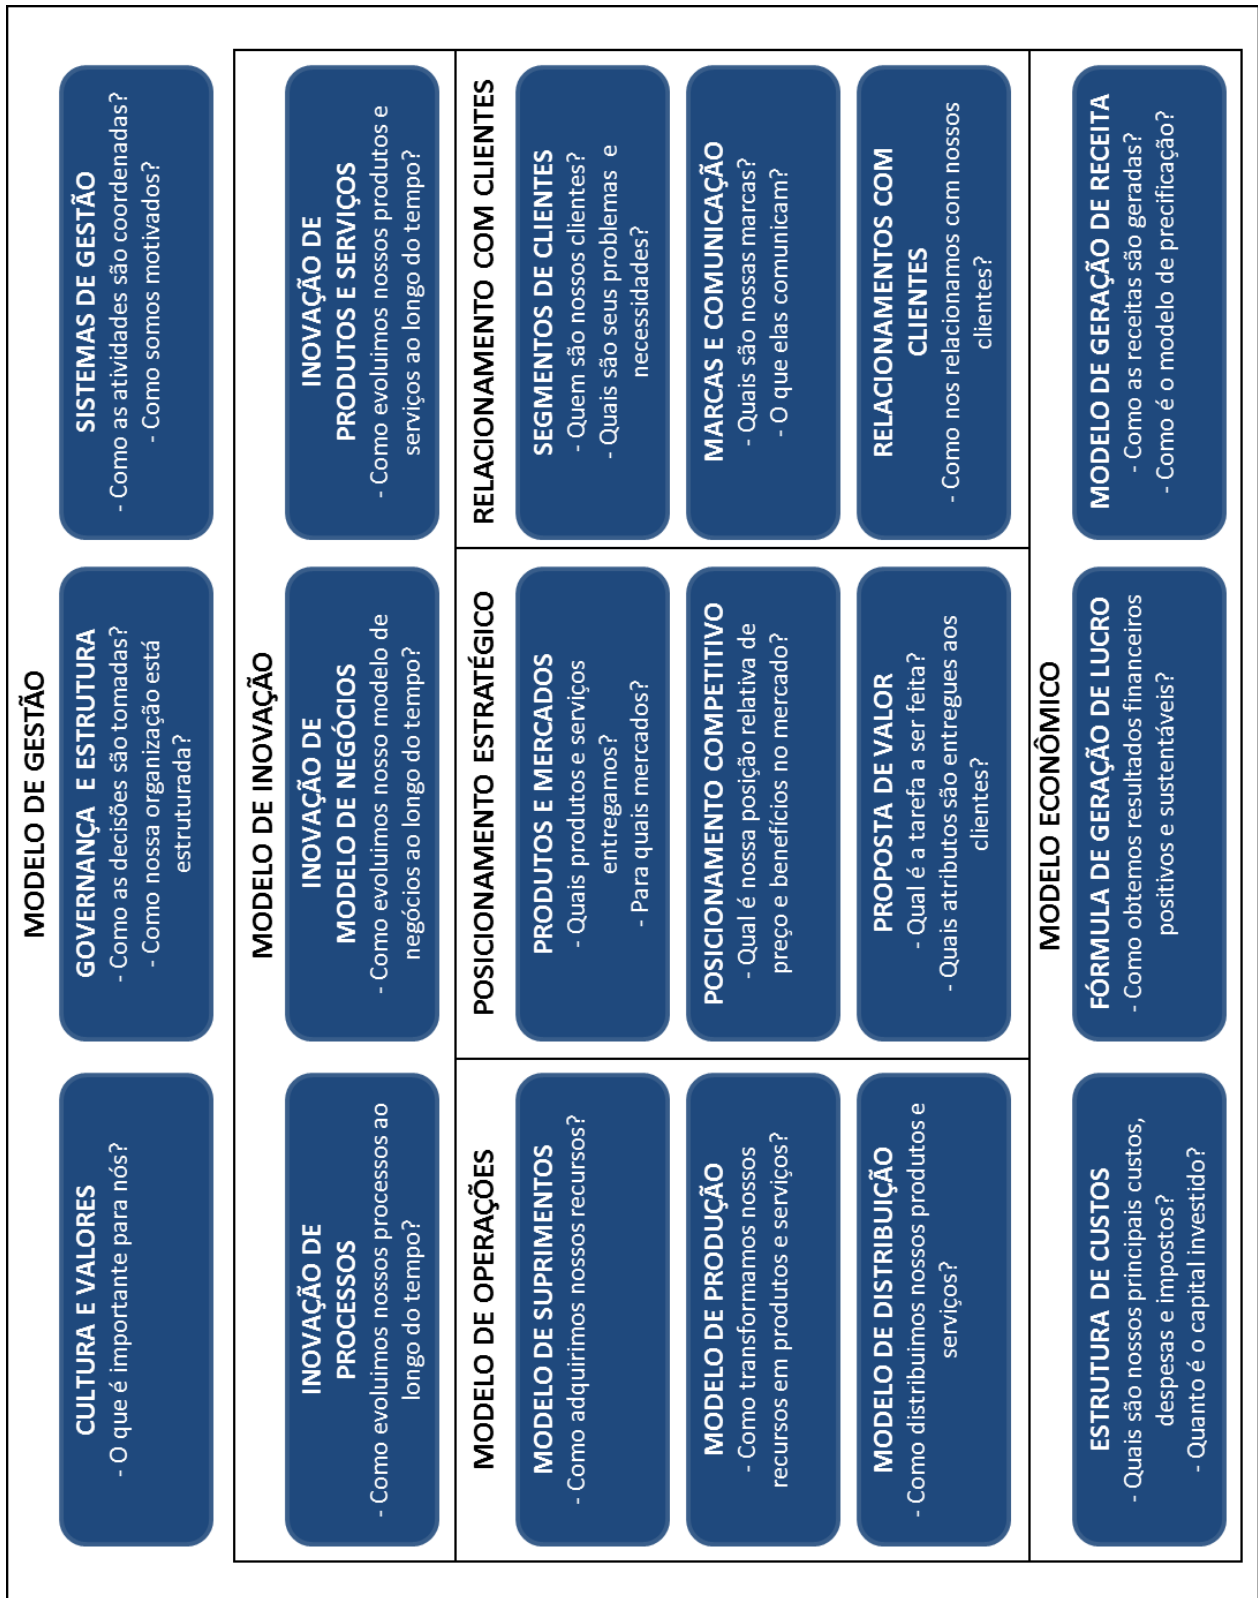 MODELO DE GESTÃO
CULTURA E VALORES
- O que é importante para nós?
GOVERNANÇA E ESTRUTURA
- Como as decisões são tomadas?
- Como nossa organização está
estruturada?
SISTEMAS DE GESTÃO
- Como as atividades são coordenadas?
- Como somos motivados?
MODELO DE INOVAÇÃO
INOVAÇÃO DE
PROCESSOS
- Como evoluimos nossos processos ao
longo do tempo?
INOVAÇÃO DE
MODELO DE NEGÓCIOS
- Como evoluimos nosso modelo de
negócios ao longo do tempo?
INOVAÇÃO DE
PRODUTOS E SERVIÇOS
- Como evoluimos nossos produtos e
serviços ao longo do tempo?
MODELO DE OPERAÇÕES
MODELO DE SUPRIMENTOS
- Como adquirimos nossos recursos?
MODELO DE PRODUÇÃO
- Como transformamos nossos
recursos em produtos e serviços?
MODELO DE DISTRIBUIÇÃO
- Como distribuimos nossos produtos e
serviços?
POSICIONAMENTO ESTRATÉGICO
PRODUTOS E MERCADOS
- Quais produtos e serviços
entregamos?
- Para quais mercados?
POSICIONAMENTO COMPETITIVO
- Qual é nossa posição relativa de
preço e benefícios no mercado?
PROPOSTA DE VALOR
- Qual é a tarefa a ser feita?
- Quais atributos são entregues aos
clientes?
RELACIONAMENTO COM CLIENTES
SEGMENTOS DE CLIENTES
- Quem são nossos clientes?
- Quais são seus problemas e
necessidades?
MARCAS E COMUNICAÇÃO
- Quais são nossas marcas?
- O que elas comunicam?
RELACIONAMENTOS COM
CLIENTES
- Como nos relacionamos com nossos
clientes?
MODELO ECONÔMICO
ESTRUTURA DE CUSTOS
- Quais são nossos principais custos,
despesas e impostos?
- Quanto é o capital investido?
FÓRMULA DE GERAÇÃO DE LUCRO
- Como obtemos resultados financeiros
positivos e sustentáveis?
MODELO DE GERAÇÃO DE RECEITA
- Como as receitas são geradas?
- Como é o modelo de precificação?